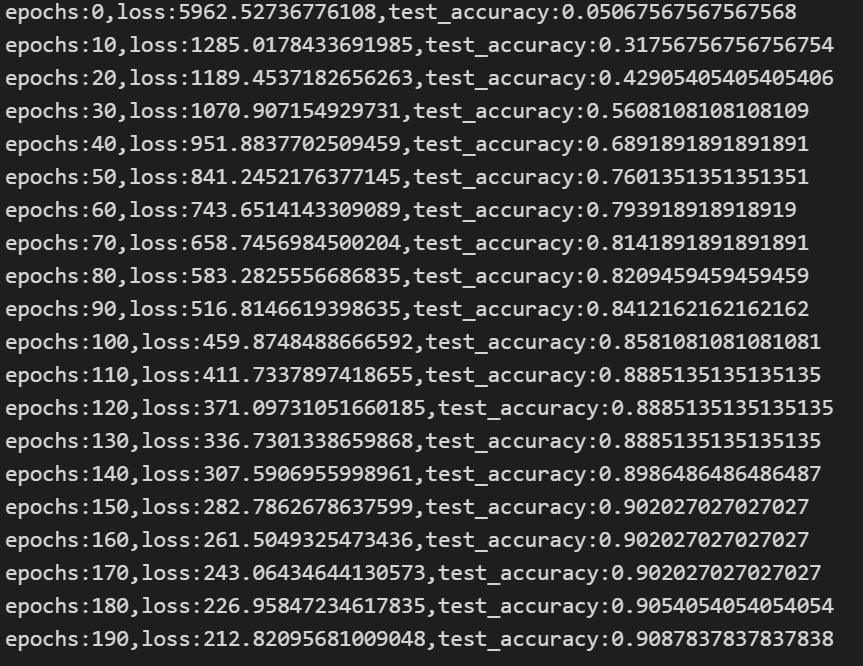 epochs:0,loss:5962.52736776108,test_accuracy:0.05067567567567568
epochs:10,loss:1285.0178433691985,test_accuracy:0.31756756756756754
epochs:20,loss:1189.4537182656263,test_accuracy:0.42905405405405406
epochs:30,loss:1070.907154929731,test_accuracy:0.5608108108108109
epochs:40,loss:951.8837702509459,test_accuracy:0.6891891891891891
epochs:50,loss:841.2452176377145,test_accuracy:0.7601351351351351
epochs:60,loss:743.6514143309089,test_accuracy:0.793918918918919
epochs:70,loss:658.7456984500204,test_accuracy:0.8141891891891891
epochs:80,loss:583.2825556686835,test_accuracy:0.8209459459459459
epochs:90,loss:516.8146619398635,test_accuracy:0.8412162162162162
epochs:100,loss:459.8748488666592,test_accuracy:0.8581081081081081
epochs:110,loss:411.7337897418655,test_accuracy:0.8885135135135135
epochs:120,loss:371.09731051660185,test_accuracy:0.8885135135135135
epochs:130,loss:336.7301338659868,test_accuracy:0.8885135135135135
epochs:140,loss:307.5906955998961,test_accuracy:0.8986486486486487
epochs:150,loss:282.7862678637599,test_accuracy:0.902027027027027
epochs:160,loss:261.5049325473436,test_accuracy:0.902027027027027
epochs:170,loss:243.06434644130573,test_accuracy:0.902027027027027
epochs:180,loss:226.95847234617835,test_accuracy:0.9054054054054054
epochs:190,loss:212.82095681009048,test_accuracy:0.9087837837837838